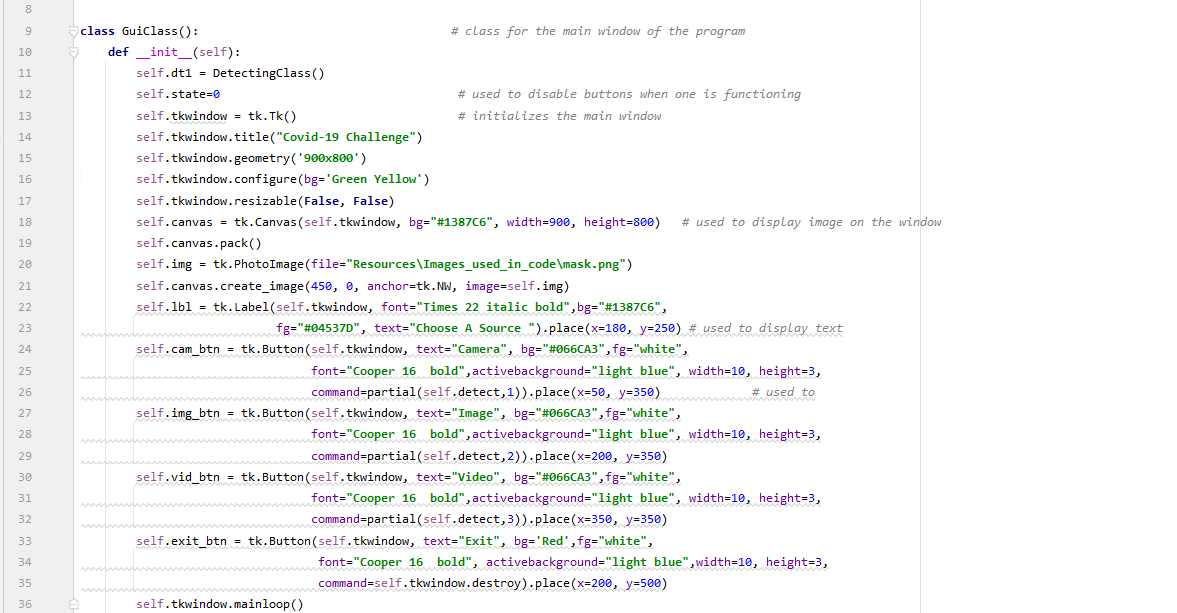 8
9 class GuiClass(): # class for the main window of the program
10 def __init__(self):
11 self.dt1 = DetectingClass()
12 self.state=0 # used to disable buttons when one is functioning
13 self.tkwindow = tk.Tk() # initializes the main window
14 self.tkwindow.title("Covid-19 Challenge")
15 self.tkwindow.geometry('900x800')
16 self.tkwindow.configure(bg='Green Yellow')
17 self.tkwindow.resizable(False, False)
18 self.canvas = tk.Canvas(self.tkwindow, bg="#1387C6", width=900, height=800) # used to display image on the window
19 self.canvas.pack()
20 self.img = tk.PhotoImage(file="Resources\Images_used_in_code\mask.png")
21 self.canvas.create_image(450, 0, anchor=tk.NW, image=self.img)
22 self.lbl = tk.Label(self.tkwindow, font="Times 22 italic bold",bg="#1387C6",
23 fg="#04537D", text="Choose A Source ").place(x=180, y=250) # used to display text
24 self.cam_btn = tk.Button(self.tkwindow, text="Camera", bg="#066CA3",fg="white",
25 font="Cooper 16  bold",activebackground="light blue", width=10, height=3,
26 command=partial(self.detect,1)).place(x=50, y=350) # used to
27 self.img_btn = tk.Button(self.tkwindow, text="Image", bg="#066CA3",fg="white",
28 font="Cooper 16  bold",activebackground="light blue", width=10, height=3,
29 command=partial(self.detect,2)).place(x=200, y=350)
30 self.vid_btn = tk.Button(self.tkwindow, text="Video", bg="#066CA3",fg="white",
31 font="Cooper 16  bold",activebackground="light blue", width=10, height=3,
32 command=partial(self.detect,3)).place(x=350, y=350)
33 self.exit_btn = tk.Button(self.tkwindow, text="Exit", bg='Red',fg="white",
34 font="Cooper 16  bold", activebackground="light blue",width=10, height=3,
35 command=self.tkwindow.destroy).place(x=200, y=500)
36 self.tkwindow.mainloop()